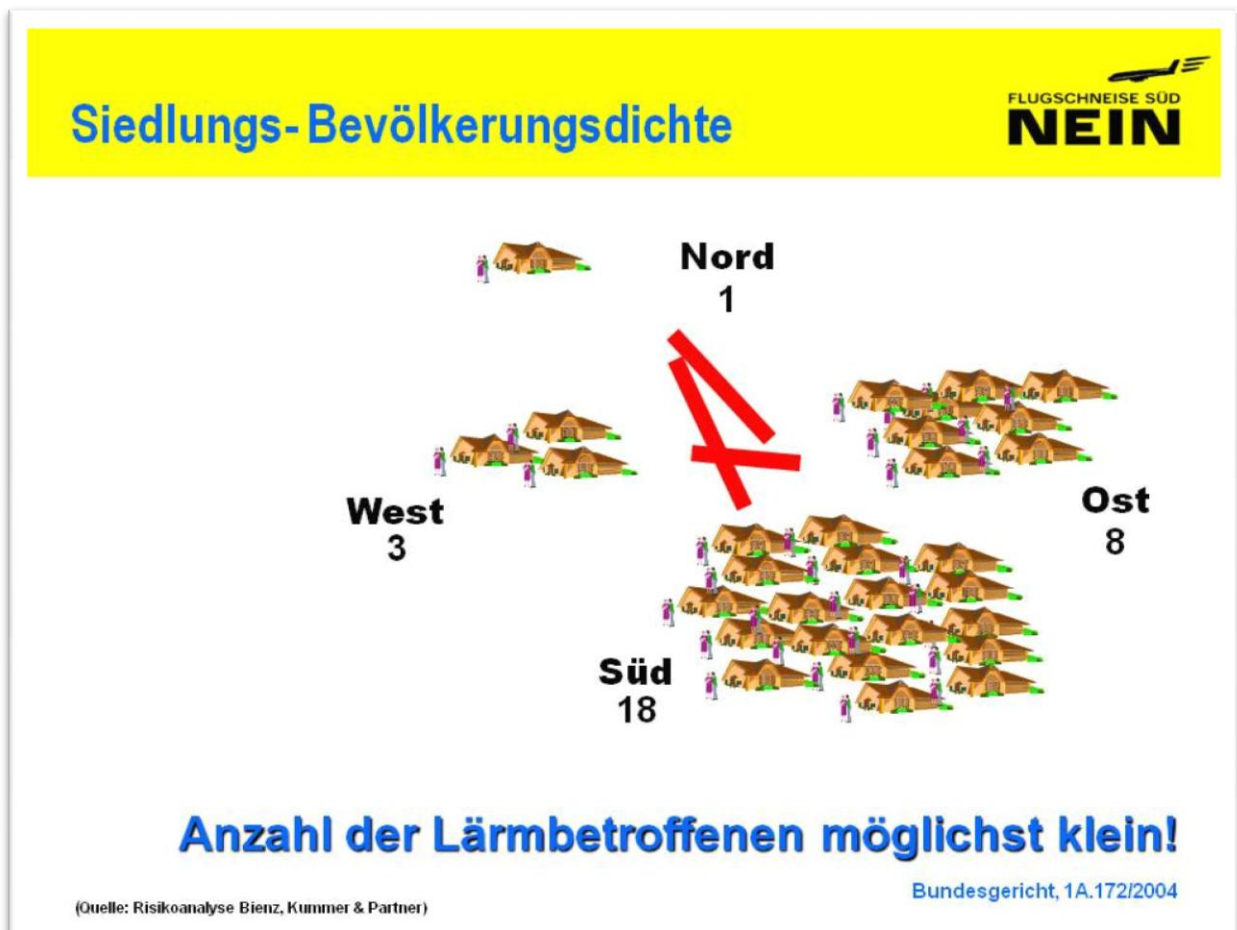 Siedlungs- Bevölkerungsdichte
FLUGSCHNEISE SÜD
NEIN
Nord
1
West
3
Ost
8
Süd
18
Anzahl der Lärmbetroffenen möglichst klein!
Bundesgericht, 1A.172/2004
(Quelle: Risikoanalyse Bienz, Kummer & Partner)